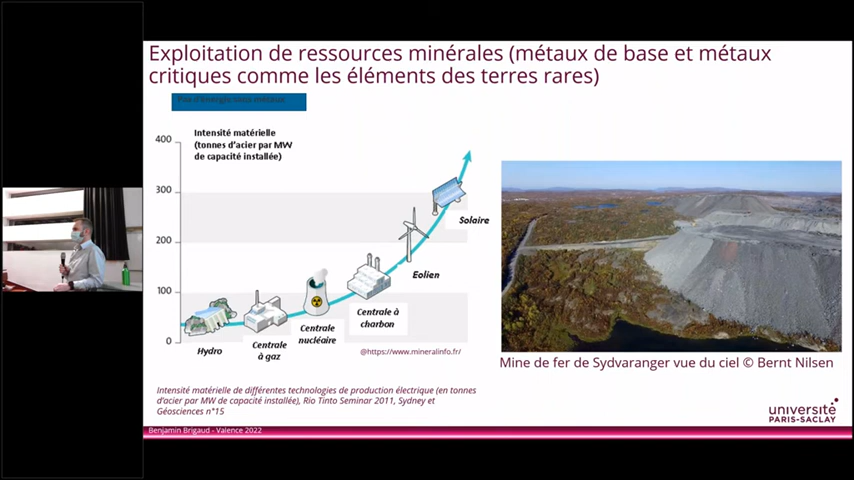 Exploitation de ressources minérales (métaux de base et métaux
critiques comme les éléments des terres rares)
Pas d'énergie sans métaux
Intensité matérielle
(tonnes d'acier par MW
de capacité installée)
400
300
200
100
0
Solaire
Eolien
Centrale à
charbon
Centrale
nucléaire
Centrale
à gaz
Hydro
@https://www.mineralinfo.fr/
Mine de fer de Sydvaranger vue du ciel © Bernt Nilsen
Intensité matérielle de différentes technologies de production électrique (en tonnes
d'acier par MW de capacité installée), Rio Tinto Seminar 2011, Sydney et
Géosciences n°15
université
PARIS-SACLAY
Benjamin Brigaud - Valence 2022